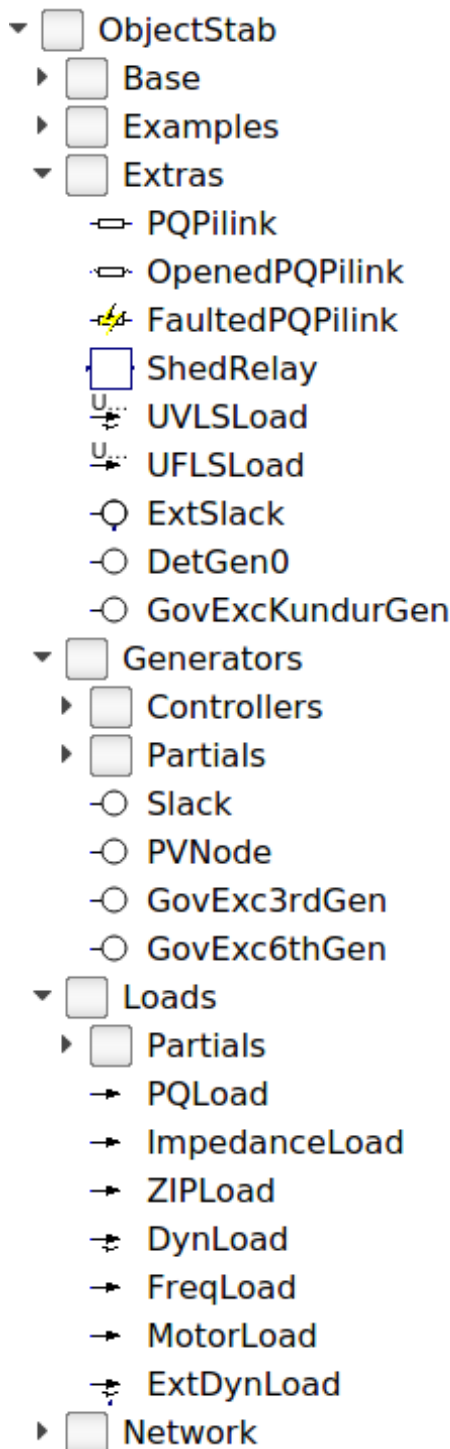 ObjectStab
Base
Examples
Extras
PQPilink
OpenedPQPilink
FaultedPQPilink
ShedRelay
U...
UVLSLoad
U...
UFLSLoad
ExtSlack
DetGen0
GovExcKundurGen
Generators
Controllers
Partials
Slack
PVNode
GovExc3rdGen
GovExc6thGen
Loads
Partials
PQLoad
ImpedanceLoad
ZIPLoad
DynLoad
FreqLoad
MotorLoad
ExtDynLoad
Network